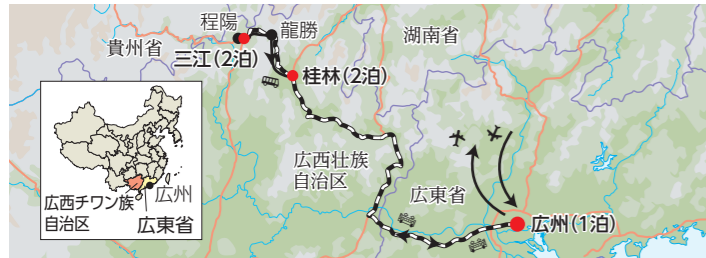 程陽
龍勝
貴州省
湖南省
三江(2泊)
桂林(2泊)
広西壮族
自治区
広東省
広州(1泊)
広州
広西チワン族
自治区
広東省